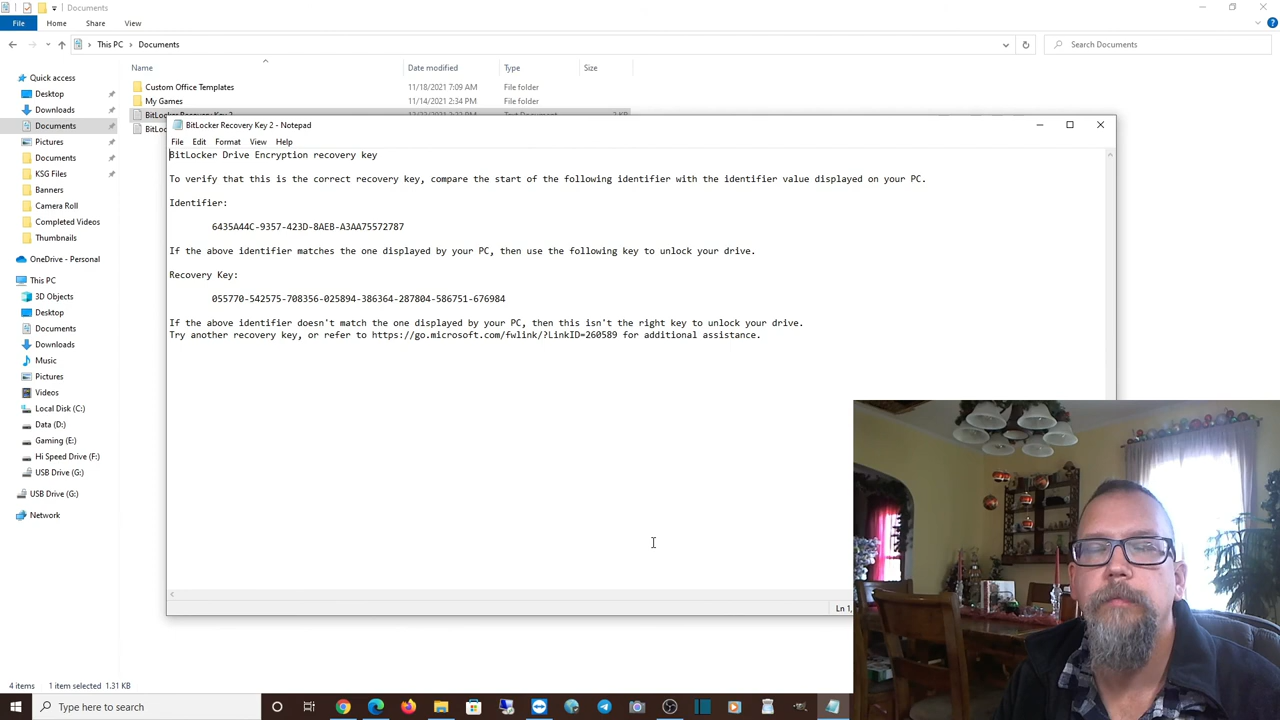 Documents
File Home Share View
This PC Documents
Search Documents
Name Date modified Type Size
Quick access
Desktop
Downloads
Documents
Pictures
Documents
KSG Files
Banners
Camera Roll
Completed Videos
Thumbnails
OneDrive - Personal
This PC
3D Objects
Desktop
Documents
Downloads
Music
Pictures
Videos
Local Disk (C:)
Data (D:)
Gaming (E:)
Hi Speed Drive (F:)
USB Drive (G:)
USB Drive (G:)
Network
Custom Office Templates 11/18/2021 7:09 AM File folder
My Games 11/14/2021 2:34 PM File folder
BitLocker Recovery Key 2
BitLocker Recovery Key 2 - Notepad
File Edit Format View Help
BitLocker Drive Encryption recovery key
To verify that this is the correct recovery key, compare the start of the following identifier with the identifier value displayed on your PC.
Identifier:
6435A44C-9357-423D-8AEB-A3AA75572787
If the above identifier matches the one displayed by your PC, then use the following key to unlock your drive.
Recovery Key:
055770-542575-708356-025894-386364-287804-586751-676984
If the above identifier doesn't match the one displayed by your PC, then this isn't the right key to unlock your drive.
Try another recovery key, or refer to https://go.microsoft.com/fwlink/?LinkID=260589 for additional assistance.
Ln 1,
4 items 1 item selected 1.31 KB
Type here to search